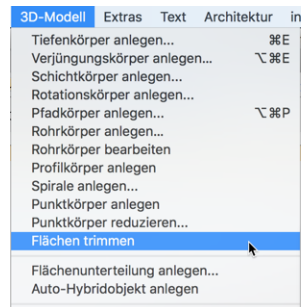 3D-Modell Extras Text Architektur in
Tiefenkörper anlegen... ⌘E
Verjüngungskörper anlegen... ⌥⌘E
Schichtkörper anlegen...
Rotationskörper anlegen...
Pfadkörper anlegen... ⌥⌘P
Rohrkörper anlegen...
Rohrkörper bearbeiten
Profilkörper anlegen
Spirale anlegen...
Punktkörper anlegen
Punktkörper reduzieren...
Flächen trimmen
Flächenunterteilung anlegen...
Auto-Hybridobjekt anlegen